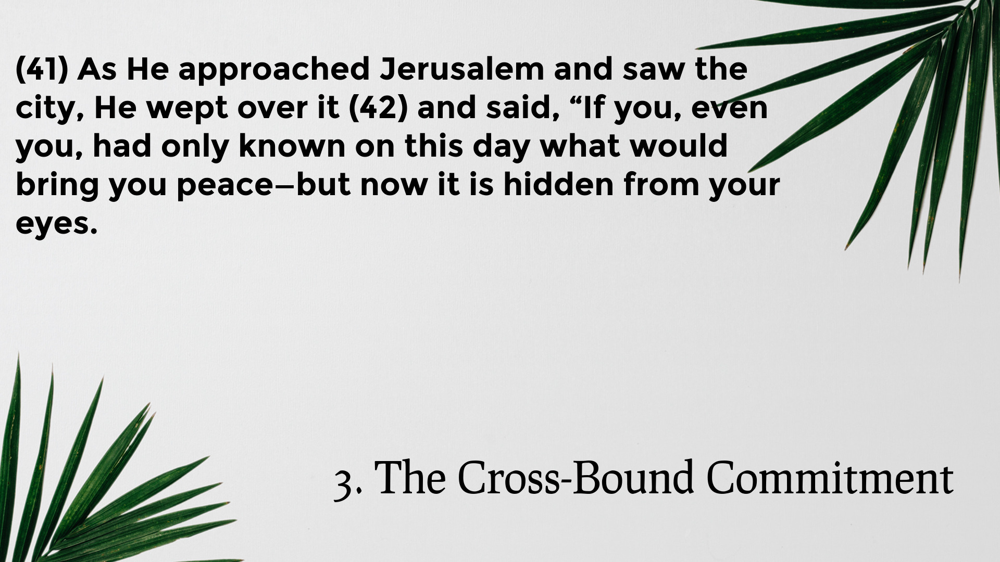 (41) As He approached Jerusalem and saw the
city, He wept over it (42) and said, “If you, even
you, had only known on this day what would
bring you peace—but now it is hidden from your
eyes.
3. The Cross-Bound Commitment